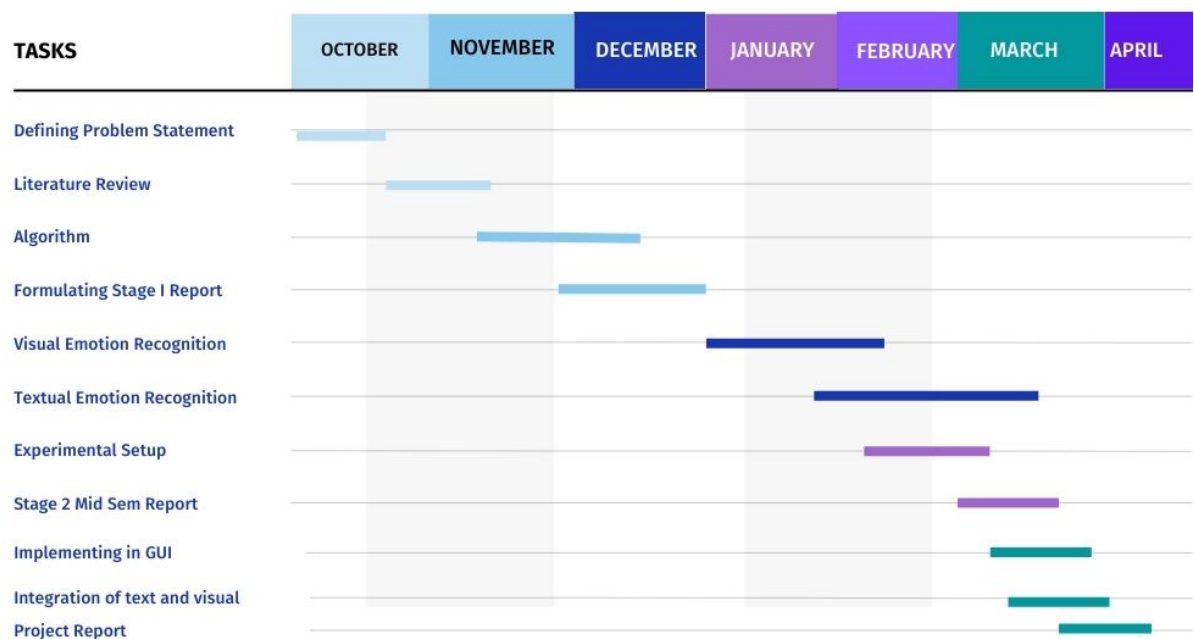 TASKS OCTOBER NOVEMBER DECEMBER JANUARY FEBRUARY MARCH APRIL
Defining Problem Statement
Literature Review
Algorithm
Formulating Stage I Report
Visual Emotion Recognition
Textual Emotion Recognition
Experimental Setup
Stage 2 Mid Sem Report
Implementing in GUI
Integration of text and visual
Project Report